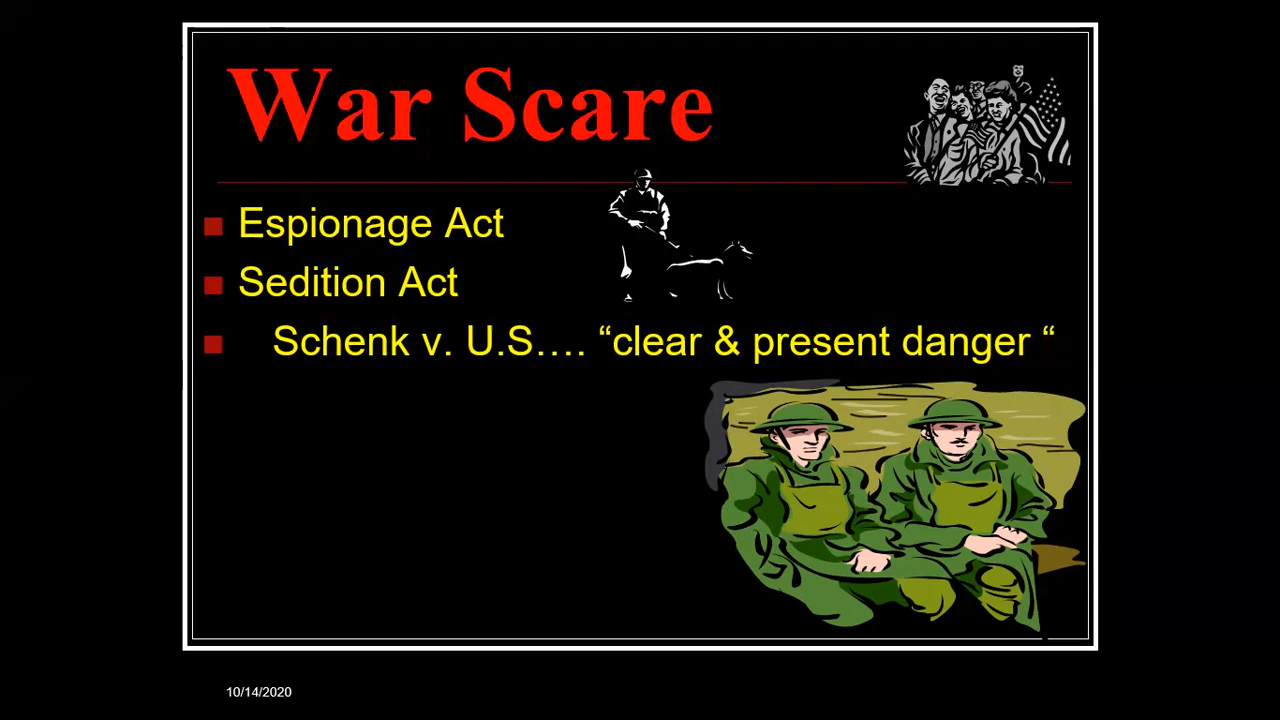 War Scare
Espionage Act
Sedition Act
Schenk v. U.S…. “clear & present danger “
10/14/2020